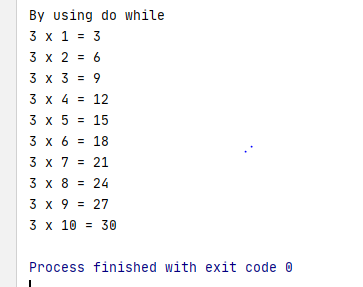 By using do while
3 x 1 = 3
3 x 2 = 6
3 x 3 = 9
3 x 4 = 12
3 x 5 = 15
3 x 6 = 18
3 x 7 = 21
3 x 8 = 24
3 x 9 = 27
3 x 10 = 30
Process finished with exit code 0